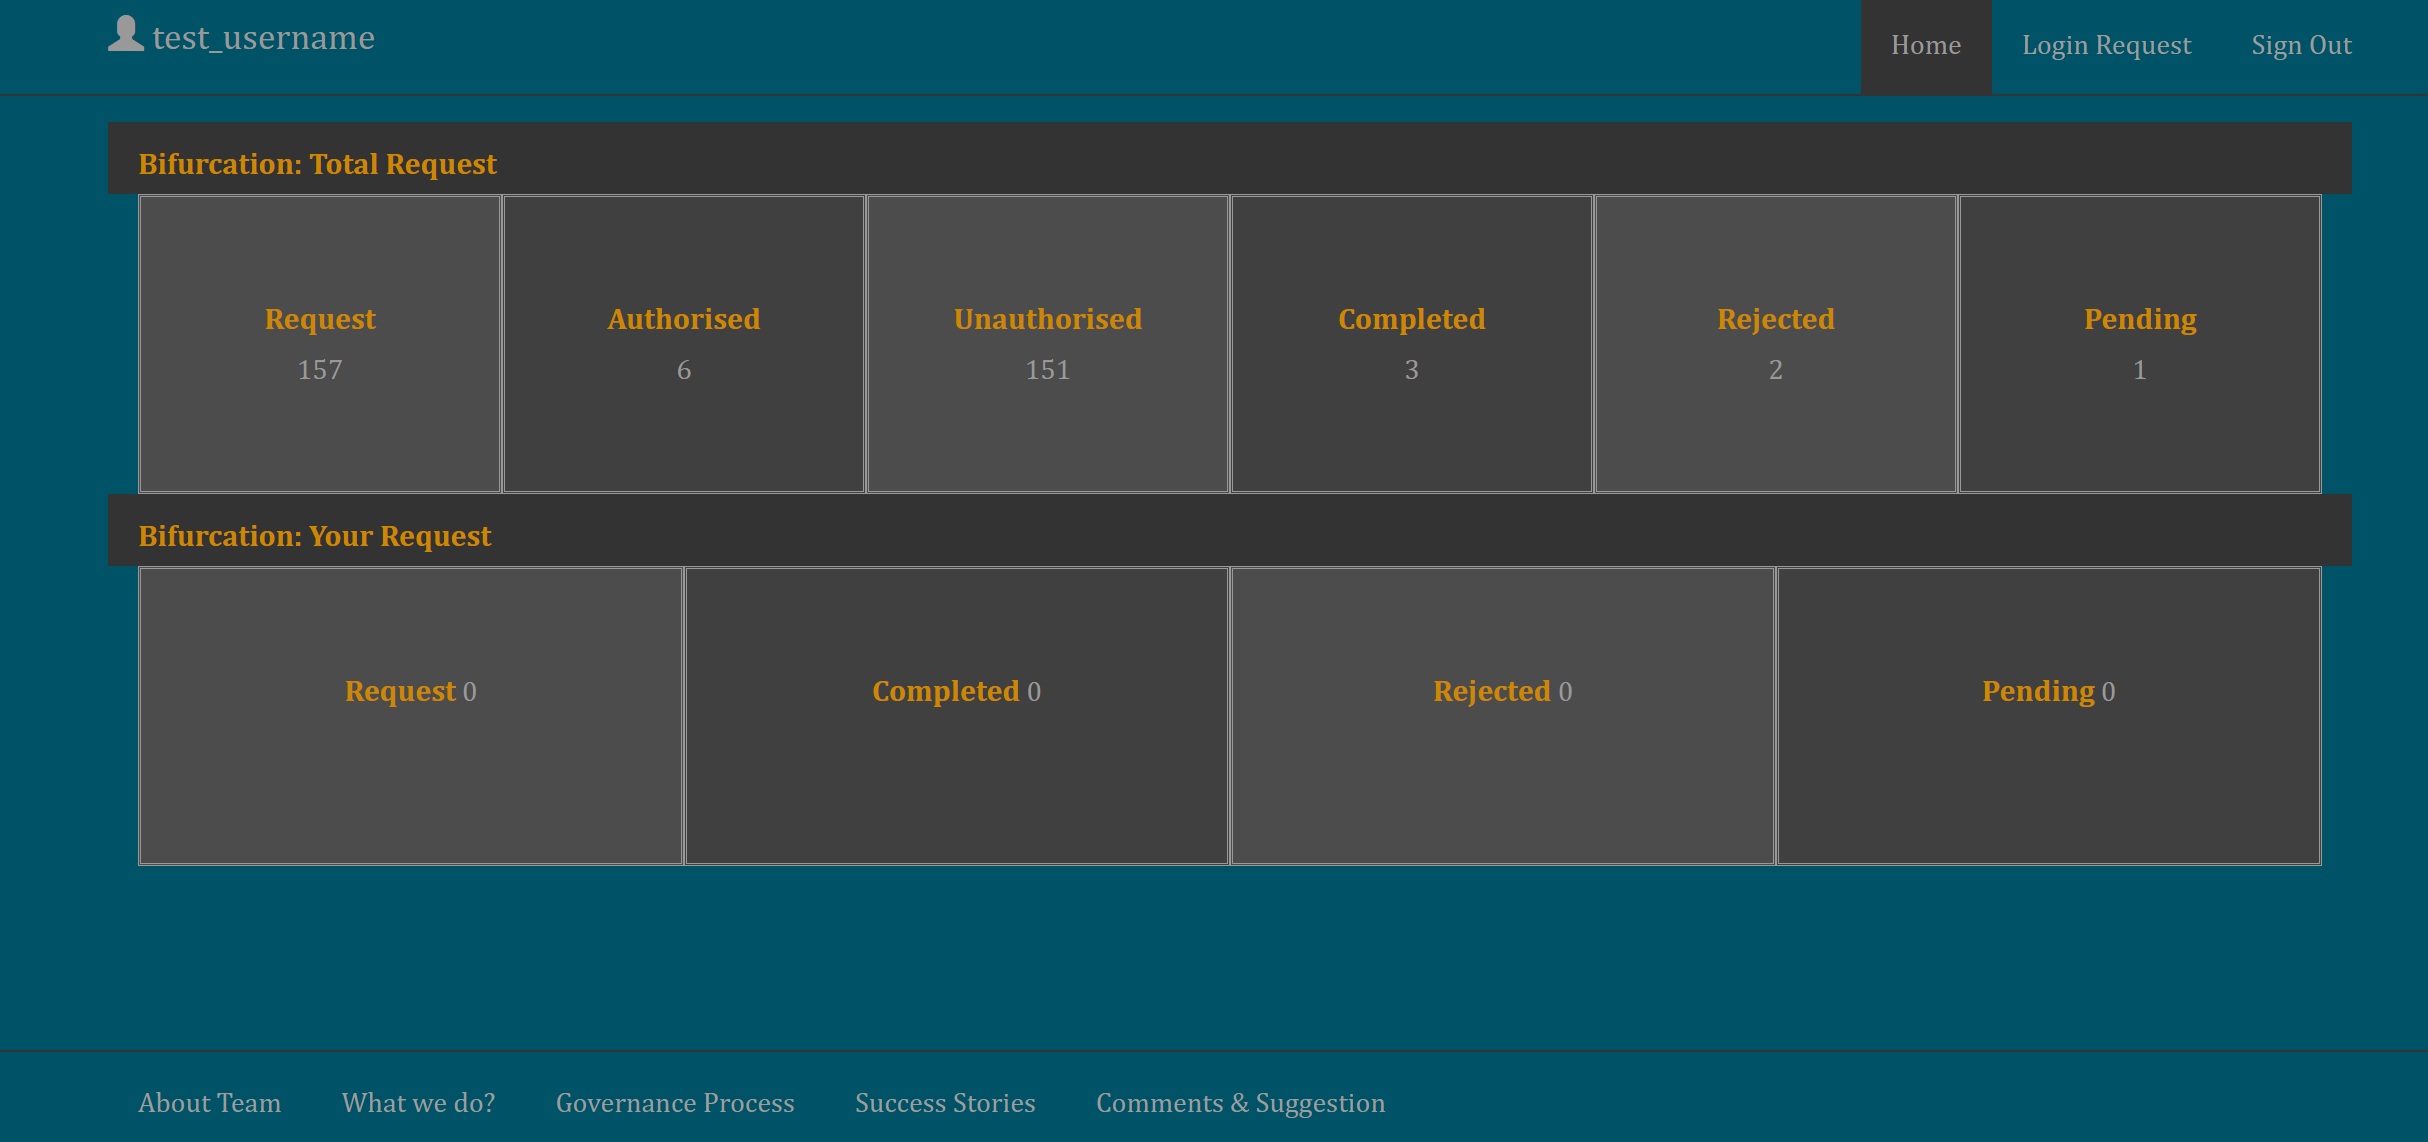 test_username
Home Login Request Sign Out
Bifurcation: Total Request
Request Authorised Unauthorised Completed Rejected Pending
157 6 151 3 2 1
Bifurcation: Your Request
Request 0 Completed 0 Rejected 0 Pending 0
About Team What we do? Governance Process Success Stories Comments & Suggestion